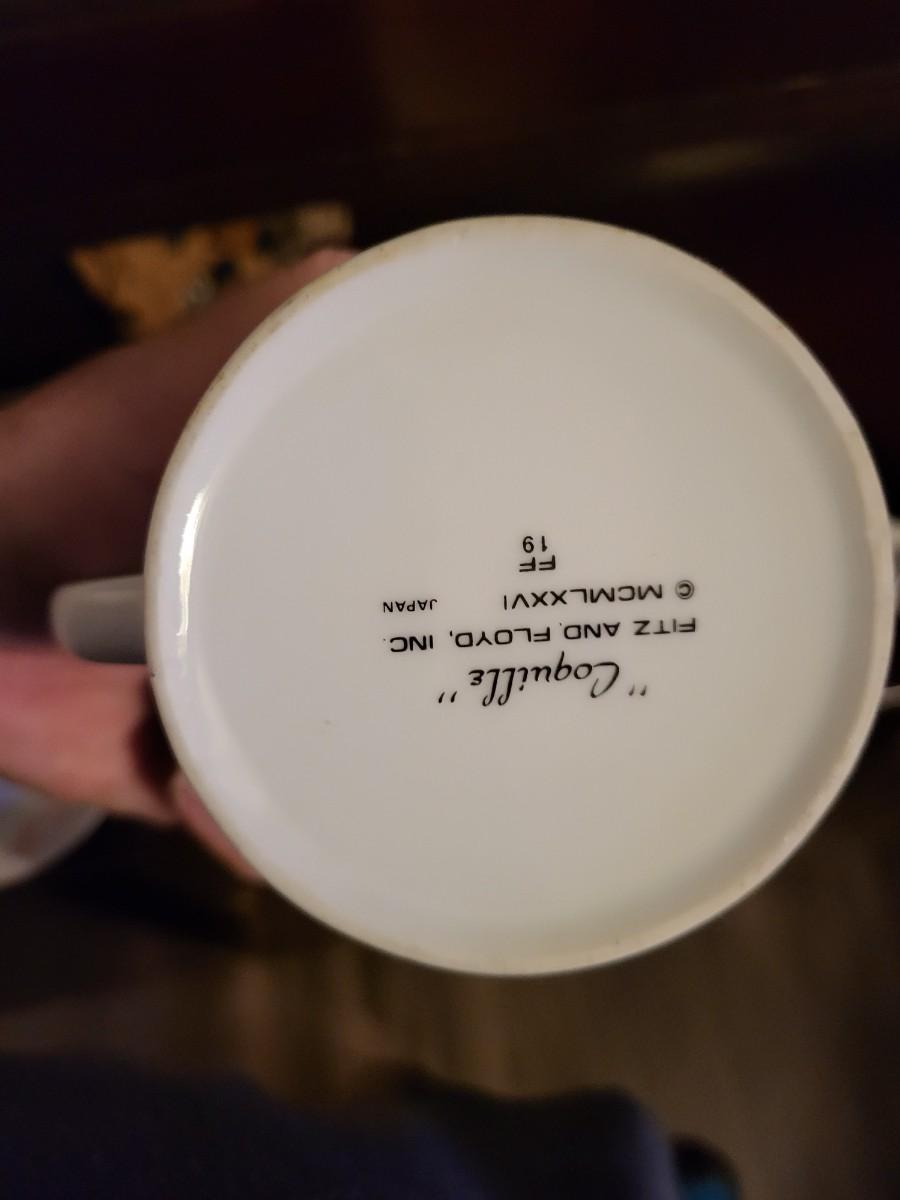 "Coquille"
FITZ AND FLOYD, INC.
© MCMLXXVI JAPAN
FF
19